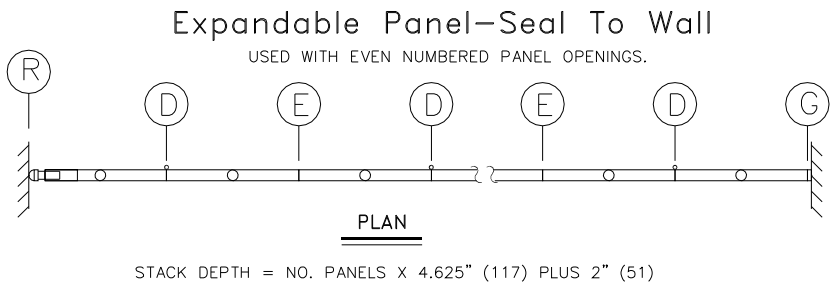 Expandable Panel-Seal To Wall
USED WITH EVEN NUMBERED PANEL OPENINGS.
R
D E D E D G
PLAN
STACK DEPTH = NO. PANELS X 4.625" (117) PLUS 2" (51)